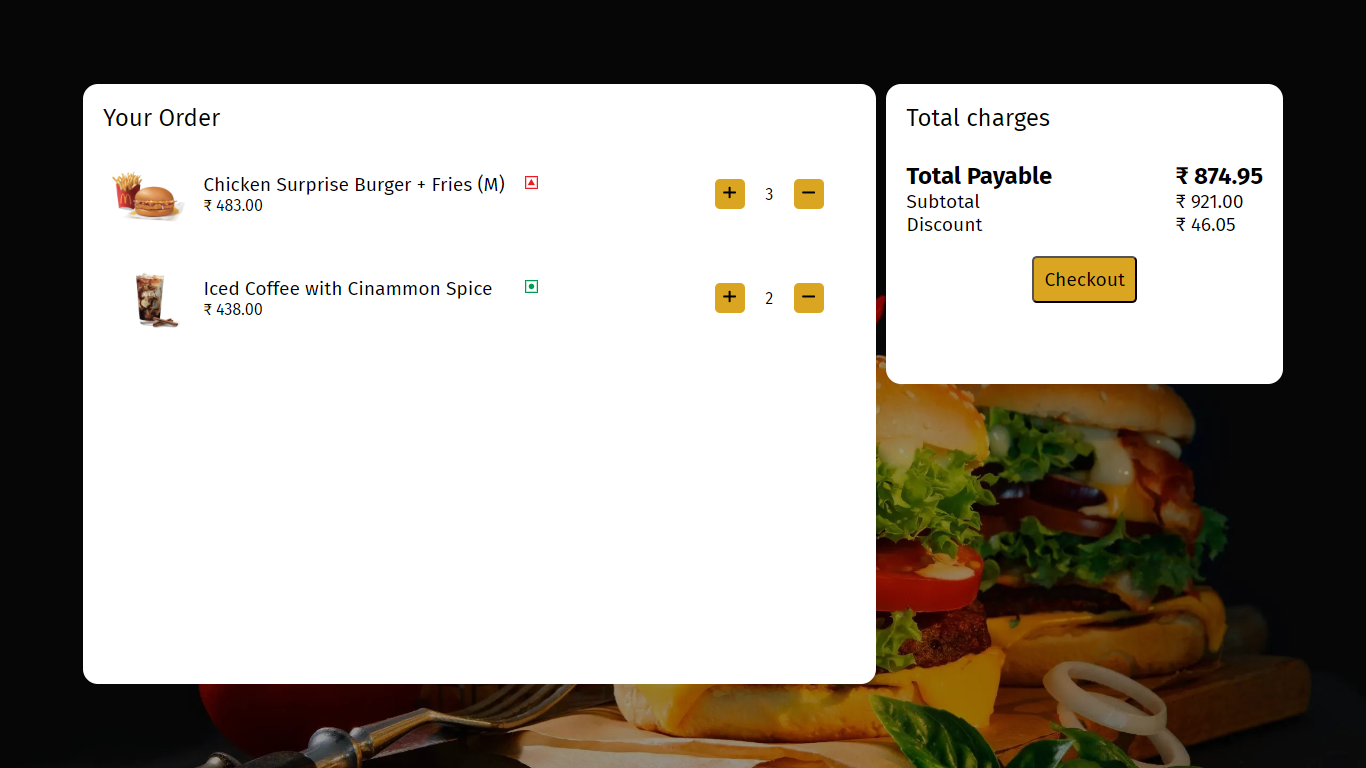 Your Order
Chicken Surprise Burger + Fries (M)
₹ 483.00
+ 3 −
Iced Coffee with Cinammon Spice
₹ 438.00
+ 2 −
Total charges
Total Payable ₹ 874.95
Subtotal ₹ 921.00
Discount ₹ 46.05
Checkout